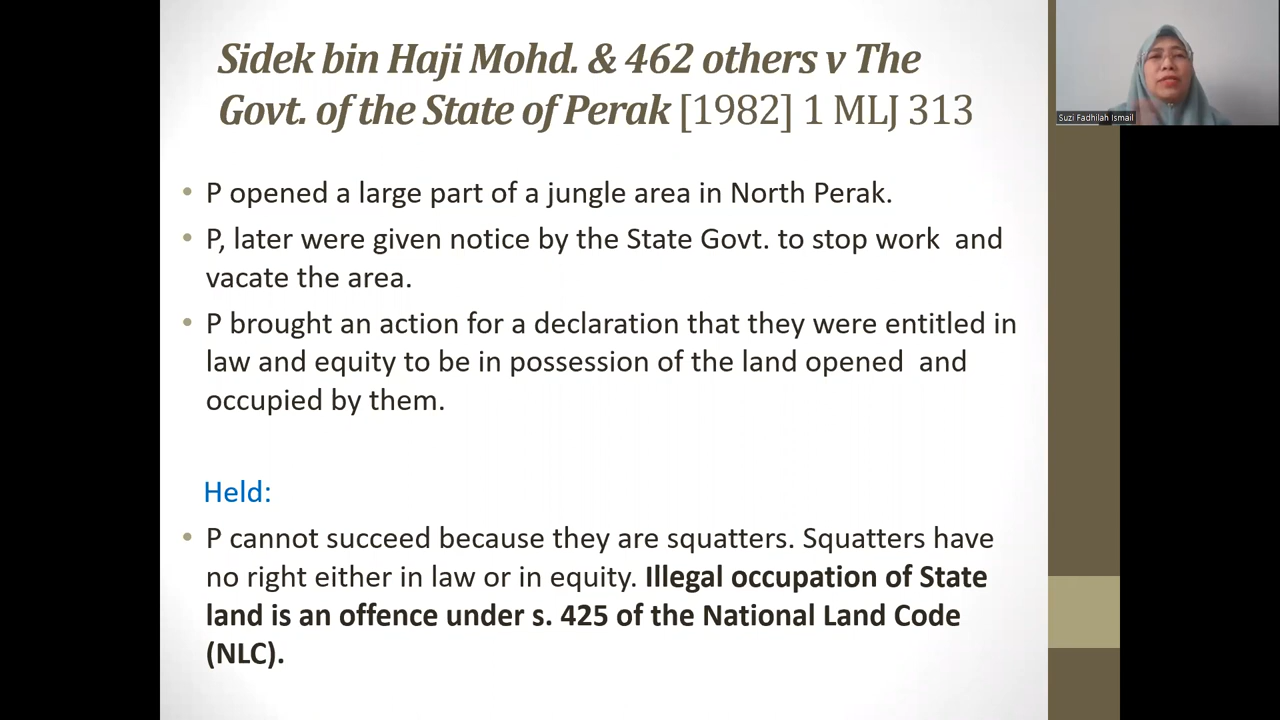 Sidek bin Haji Mohd. & 462 others v The
Govt. of the State of Perak [1982] 1 MLJ 313
Suzi Fadhilah Ismail
• P opened a large part of a jungle area in North Perak.
• P, later were given notice by the State Govt. to stop work and
vacate the area.
• P brought an action for a declaration that they were entitled in
law and equity to be in possession of the land opened and
occupied by them.
Held:
• P cannot succeed because they are squatters. Squatters have
no right either in law or in equity. Illegal occupation of State
land is an offence under s. 425 of the National Land Code
(NLC).